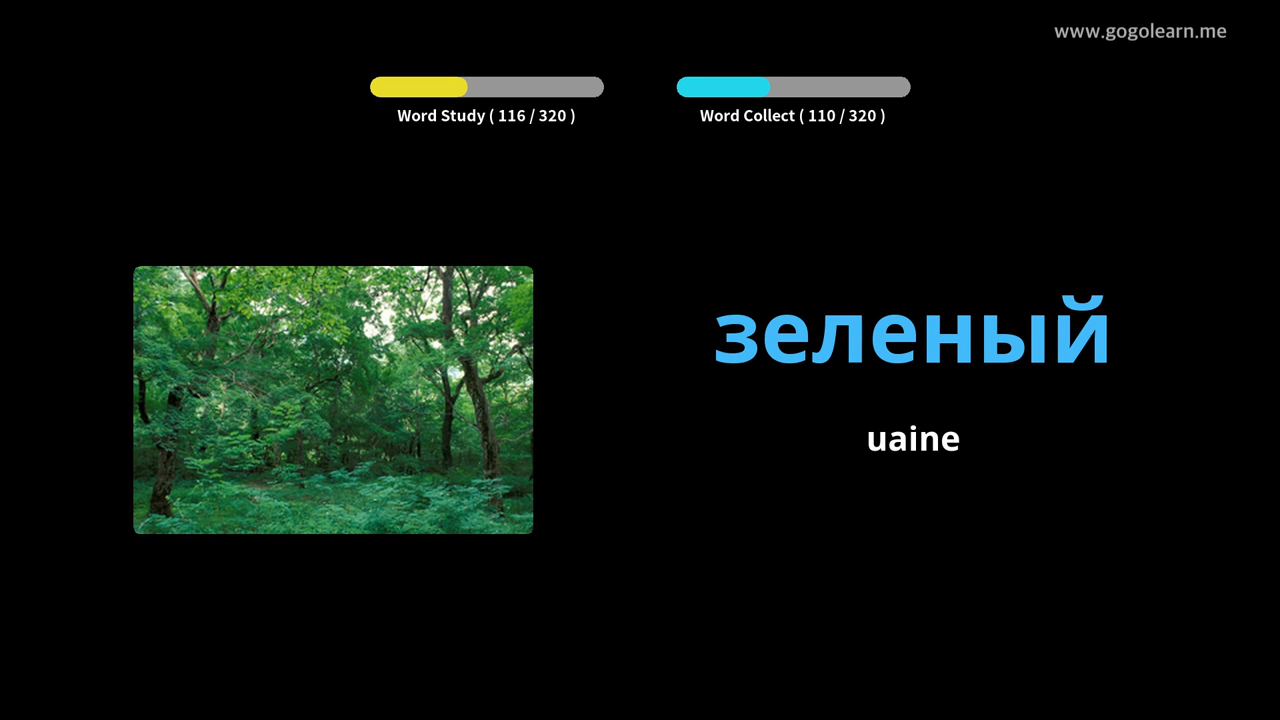 www.gogolearn.me
Word Study ( 116 / 320 )
Word Collect ( 110 / 320 )
зеленый
uaine